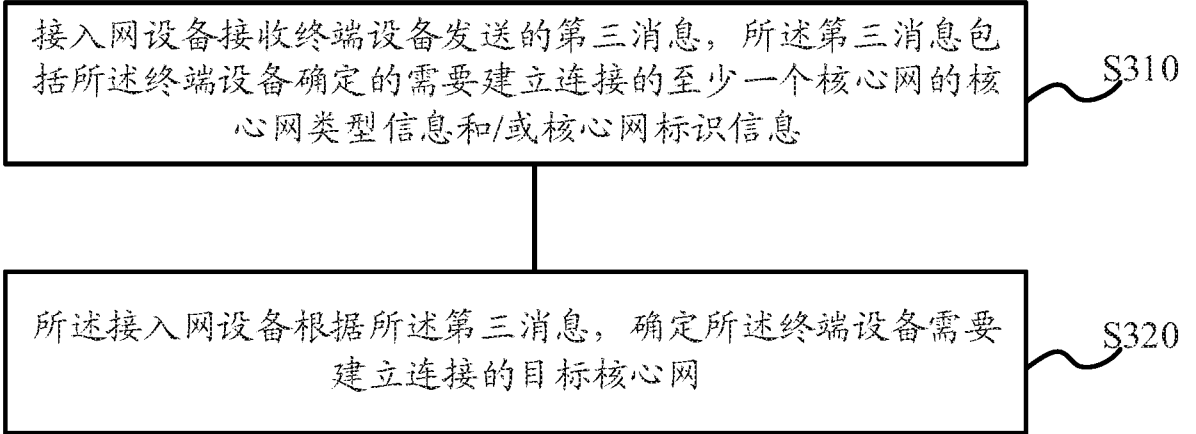 接入网设备接收终端设备发送的第三消息，所述第三消息包
括所述终端设备确定的需要建立连接的至少一个核心网的核
心网类型信息和/或核心网标识信息
S310
所述接入网设备根据所述第三消息，确定所述终端设备需要
建立连接的目标核心网
S320